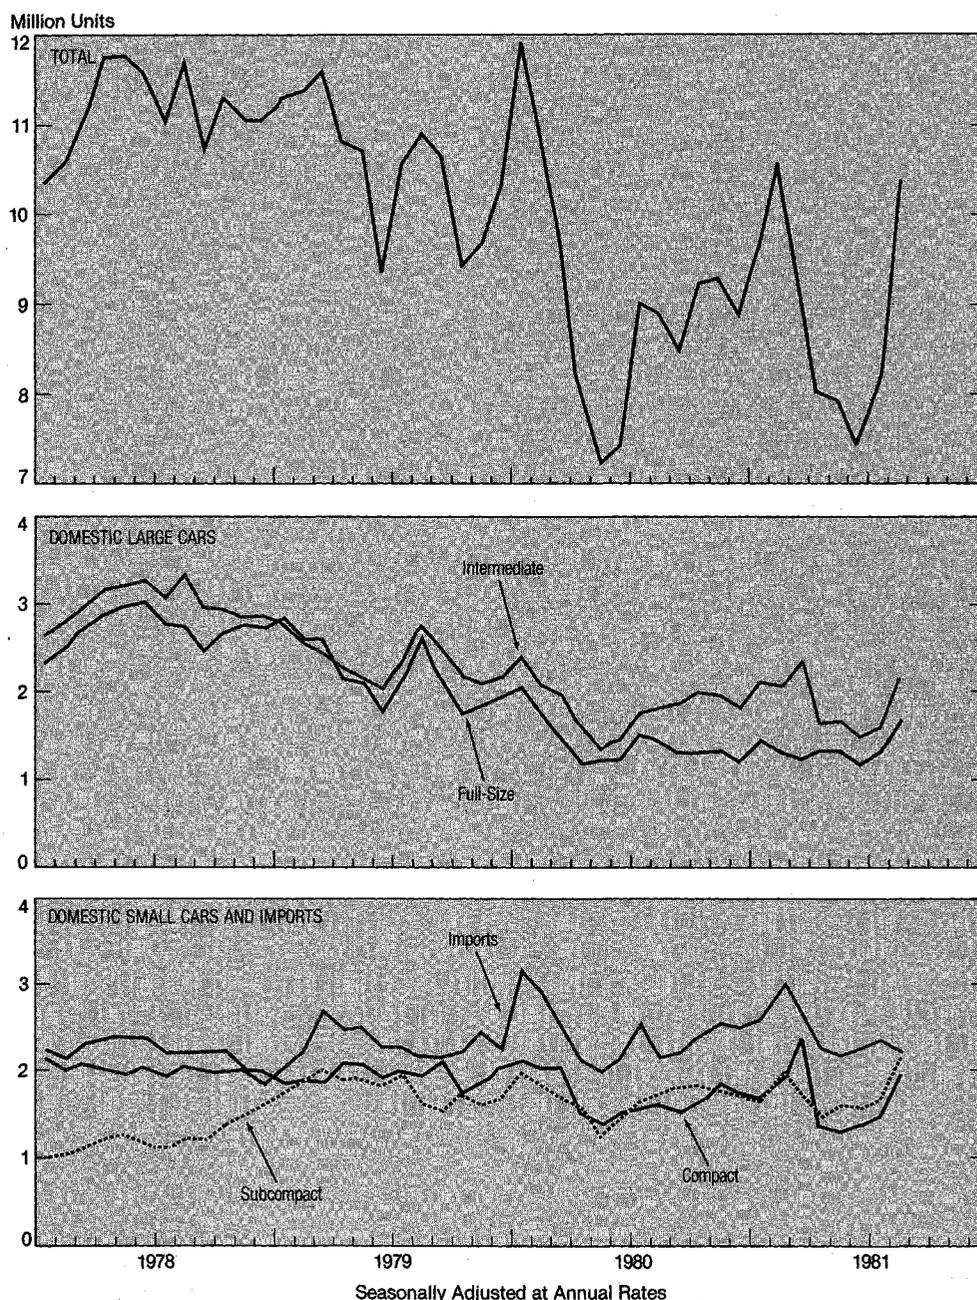 Million Units
12
TOTAL
11
10
9
8
7
4
DOMESTIC LARGE CARS
Intermediate
3
2
1
Full-Size
0
4
DOMESTIC SMALL CARS AND IMPORTS
Imports
3
2
1
Subcompact
Compact
0
1978 1979 1980 1981
Seasonally Adjusted at Annual Rates